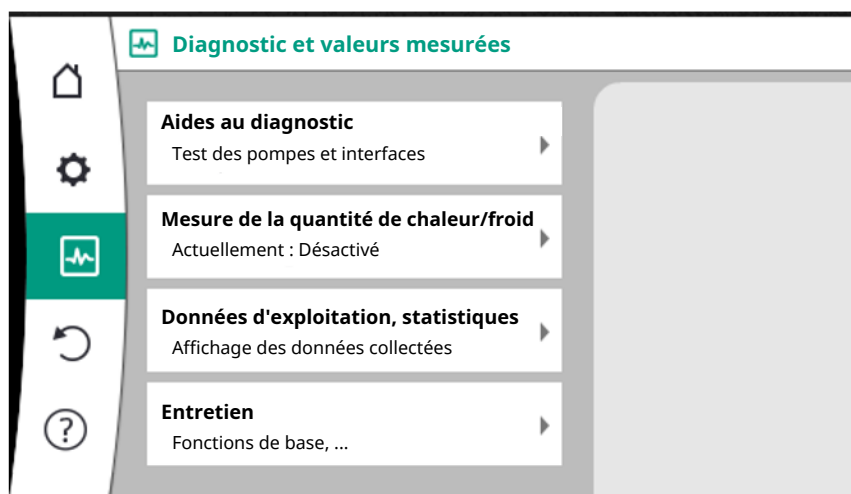 Diagnostic et valeurs mesurées
Aides au diagnostic
Test des pompes et interfaces
Mesure de la quantité de chaleur/froid
Actuellement : Désactivé
Données d'exploitation, statistiques
Affichage des données collectées
Entretien
Fonctions de base, ...
?